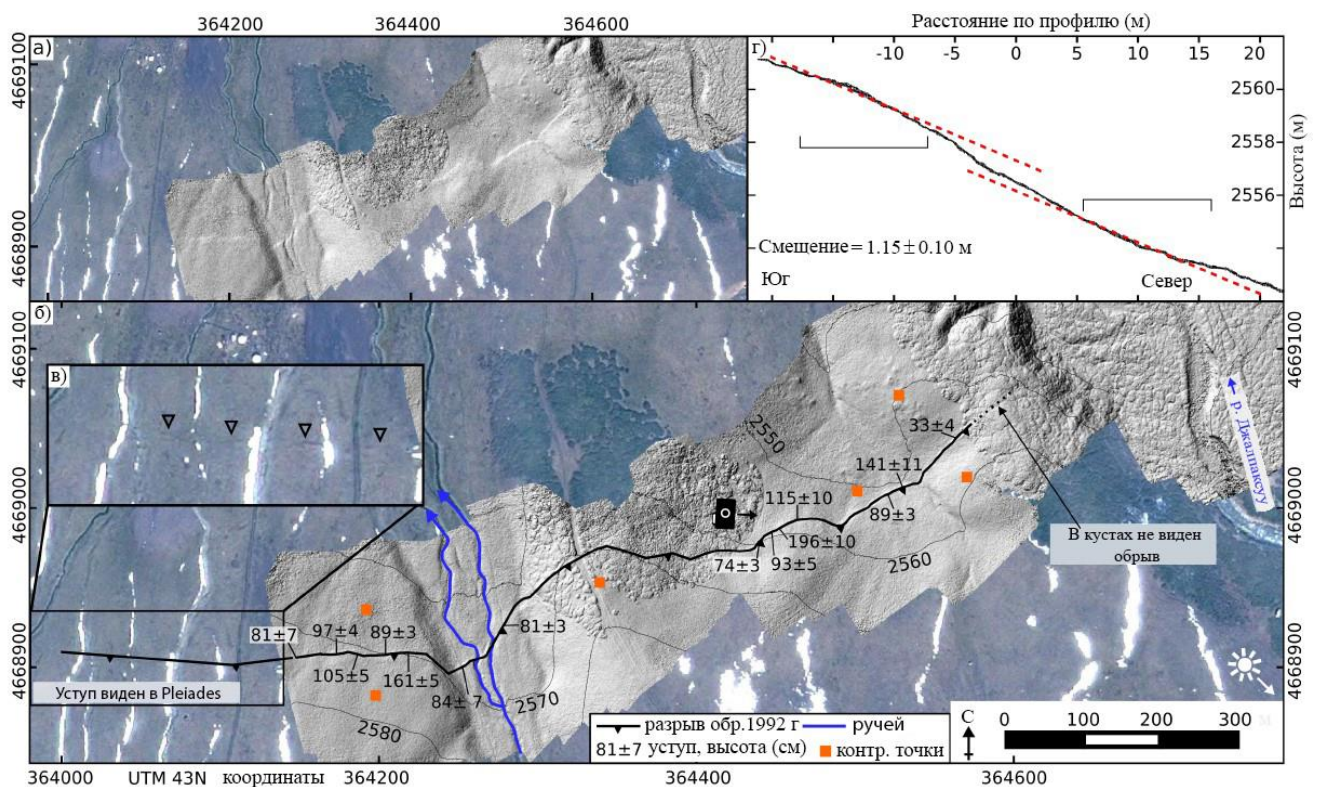 364200 364400 364600
а)
4669100
4668900
Расстояние по профилю (м)
г)
-10 -5 0 5 10 15 20
2560
2558
2556
Высота (м)
Смещение = 1.15 ± 0.10 м
Юг
Север
б)
в)
4669100
4669000
4668900
4669100
4669000
4668900
2550
33±4
141±11
р. Джалпаксуу
115±10
89±3
196±10
В кустах не виден
обрыв
74±3
93±5
2560
81±3
81±7
97±4
89±3
105±5
161±5
84± 7
Уступ виден в Pleiades
2570
2580
разрыв обр.1992 г
ручей
81±7 уступ, высота (см)
контр. точки
С
0 100 200 300 м
364000 UTM 43N координаты 364200 364400 364600